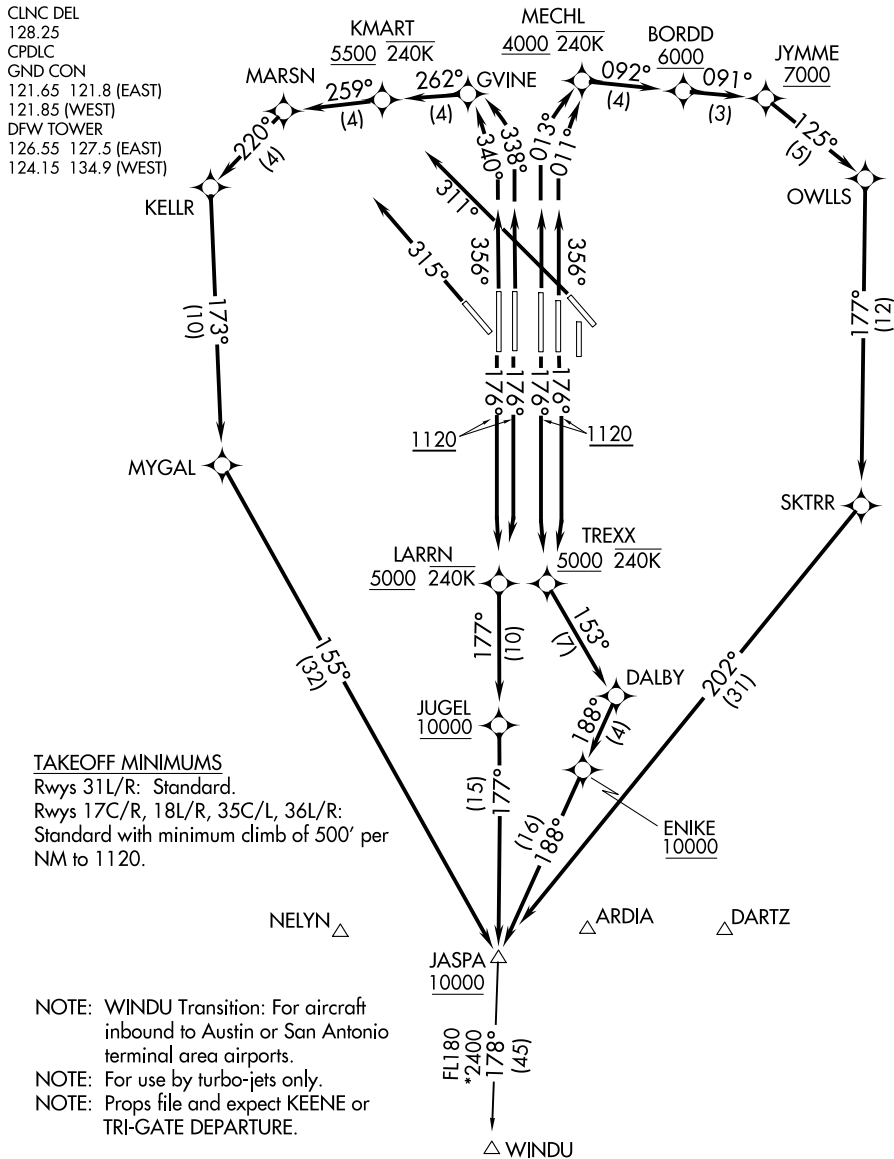 CLNC DEL
128.25
CPDLC
GND CON
121.65 121.8 (EAST)
121.85 (WEST)
DFW TOWER
126.55 127.5 (EAST)
124.15 134.9 (WEST)
KMART
5500 240K
MECHL
4000 240K
BORDD
6000
JYMME
7000
MARSN
259°
(4)
262°
(4)
GVINE
092°
(4)
091°
(3)
220°
(4)
125°
(5)
KELLR
OWLLS
340°
338°
013°
011°
311°
315°
356°
356°
173°
(10)
177°
(12)
176°
176°
176°
176°
1120
1120
MYGAL
SKTRR
LARRN
5000 240K
TREXX
5000 240K
155°
(32)
177°
(10)
153°
(7)
202°
(31)
DALBY
188°
(4)
JUGEL
10000
177°
(15)
188°
(16)
ENIKE
10000
TAKEOFF MINIMUMS
Rwys 31L/R: Standard.
Rwys 17C/R, 18L/R, 35C/L, 36L/R:
Standard with minimum climb of 500' per
NM to 1120.
NELYN
ARDIA
DARTZ
JASPA
10000
NOTE: WINDU Transition: For aircraft
inbound to Austin or San Antonio
terminal area airports.
NOTE: For use by turbo-jets only.
NOTE: Props file and expect KEENE or
TRI-GATE DEPARTURE.
FL180
*2400
178°
(45)
WINDU